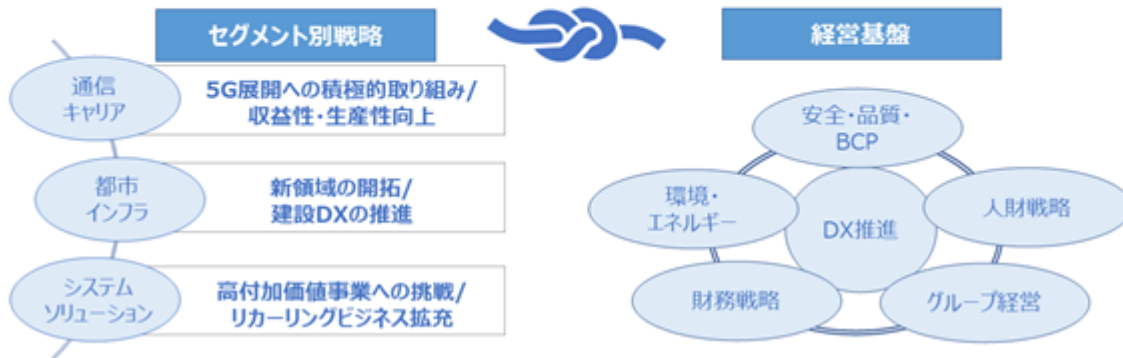 セグメント別戦略
通信
キャリア
5G展開への積極的取り組み/
収益性・生産性向上
都市
インフラ
新領域の開拓/
建設DXの推進
システム
ソリューション
高付加価値事業への挑戦/
リカーリングビジネス拡充
経営基盤
安全・品質・
BCP
環境・
エネルギー
人財戦略
DX推進
財務戦略
グループ経営